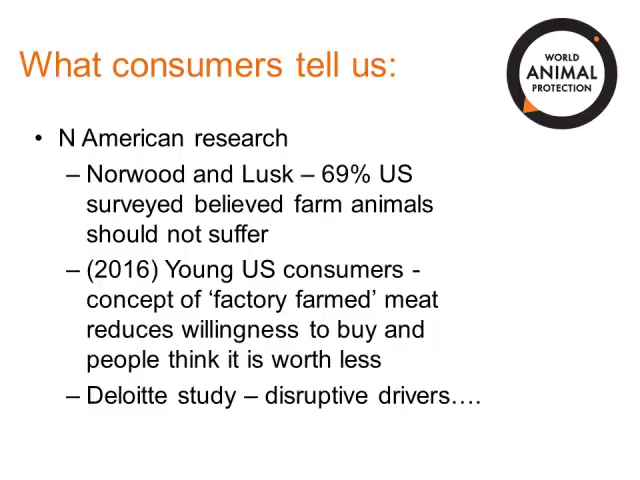 What consumers tell us:
WORLD
ANIMAL
PROTECTION
• N American research
– Norwood and Lusk – 69% US
surveyed believed farm animals
should not suffer
– (2016) Young US consumers -
concept of ‘factory farmed’ meat
reduces willingness to buy and
people think it is worth less
– Deloitte study – disruptive drivers….